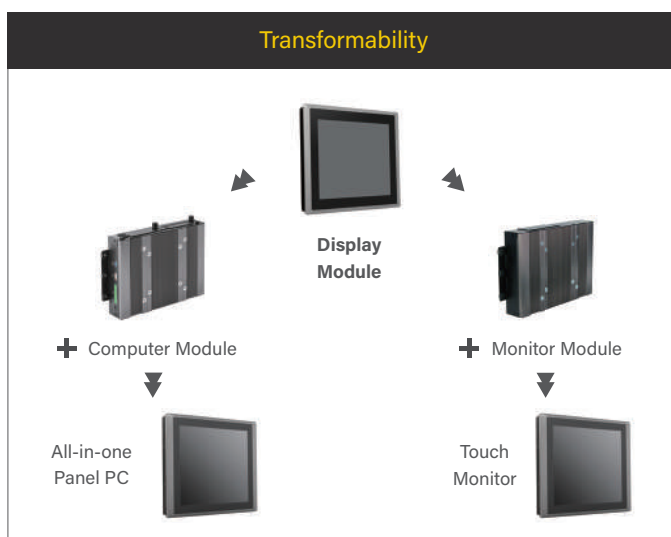 Transformability
Display
Module
+ Computer Module
+ Monitor Module
All-in-one
Panel PC
Touch
Monitor